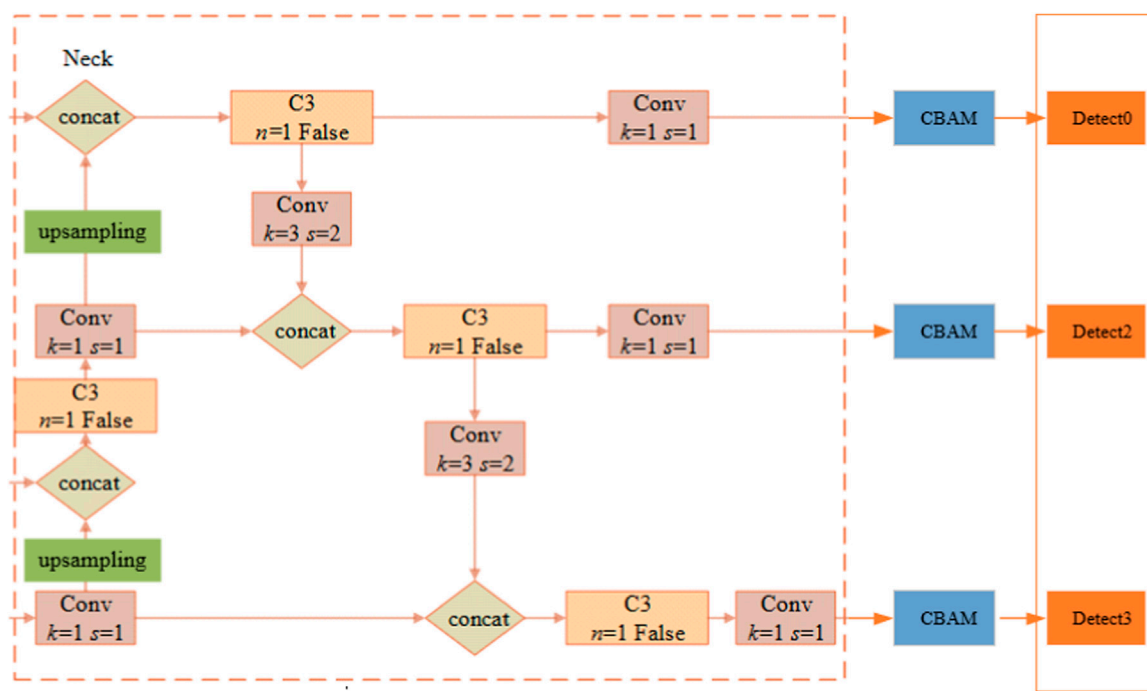 Neck
concat
C3
n=1 False
Conv
k=1 s=1
CBAM
Detect0
upsampling
Conv
k=3 s=2
Conv
k=1 s=1
concat
C3
n=1 False
Conv
k=1 s=1
CBAM
Detect2
C3
n=1 False
Conv
k=3 s=2
concat
upsampling
Conv
k=1 s=1
concat
C3
n=1 False
Conv
k=1 s=1
CBAM
Detect3